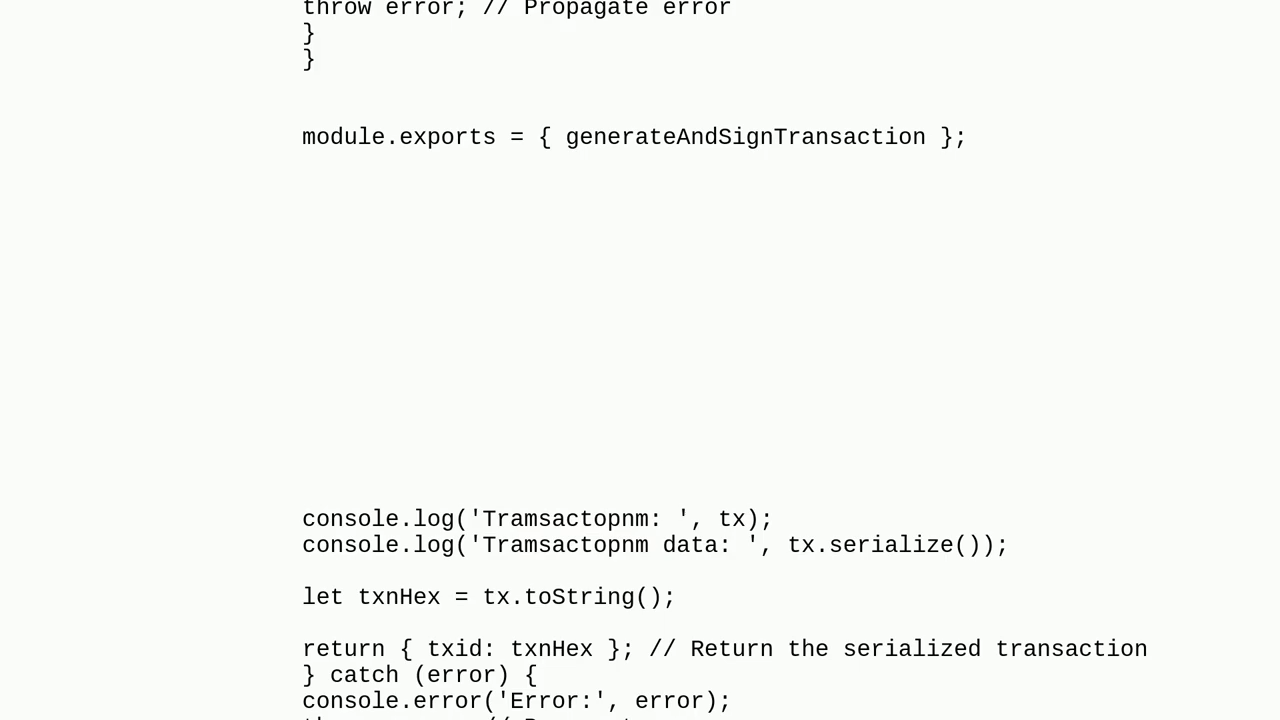 throw error; // Propagate error
}
}
module.exports = { generateAndSignTransaction };
console.log('Tramsactopnm: ', tx);
console.log('Tramsactopnm data: ', tx.serialize());
let txnHex = tx.toString();
return { txid: txnHex }; // Return the serialized transaction
} catch (error) {
console.error('Error:', error);